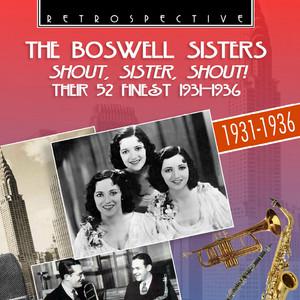 RETROSPECTIVE
THE BOSWELL SISTERS
SHOUT, SISTER, SHOUT!
THEIR 52 FINEST 1931-1936
1931-1936